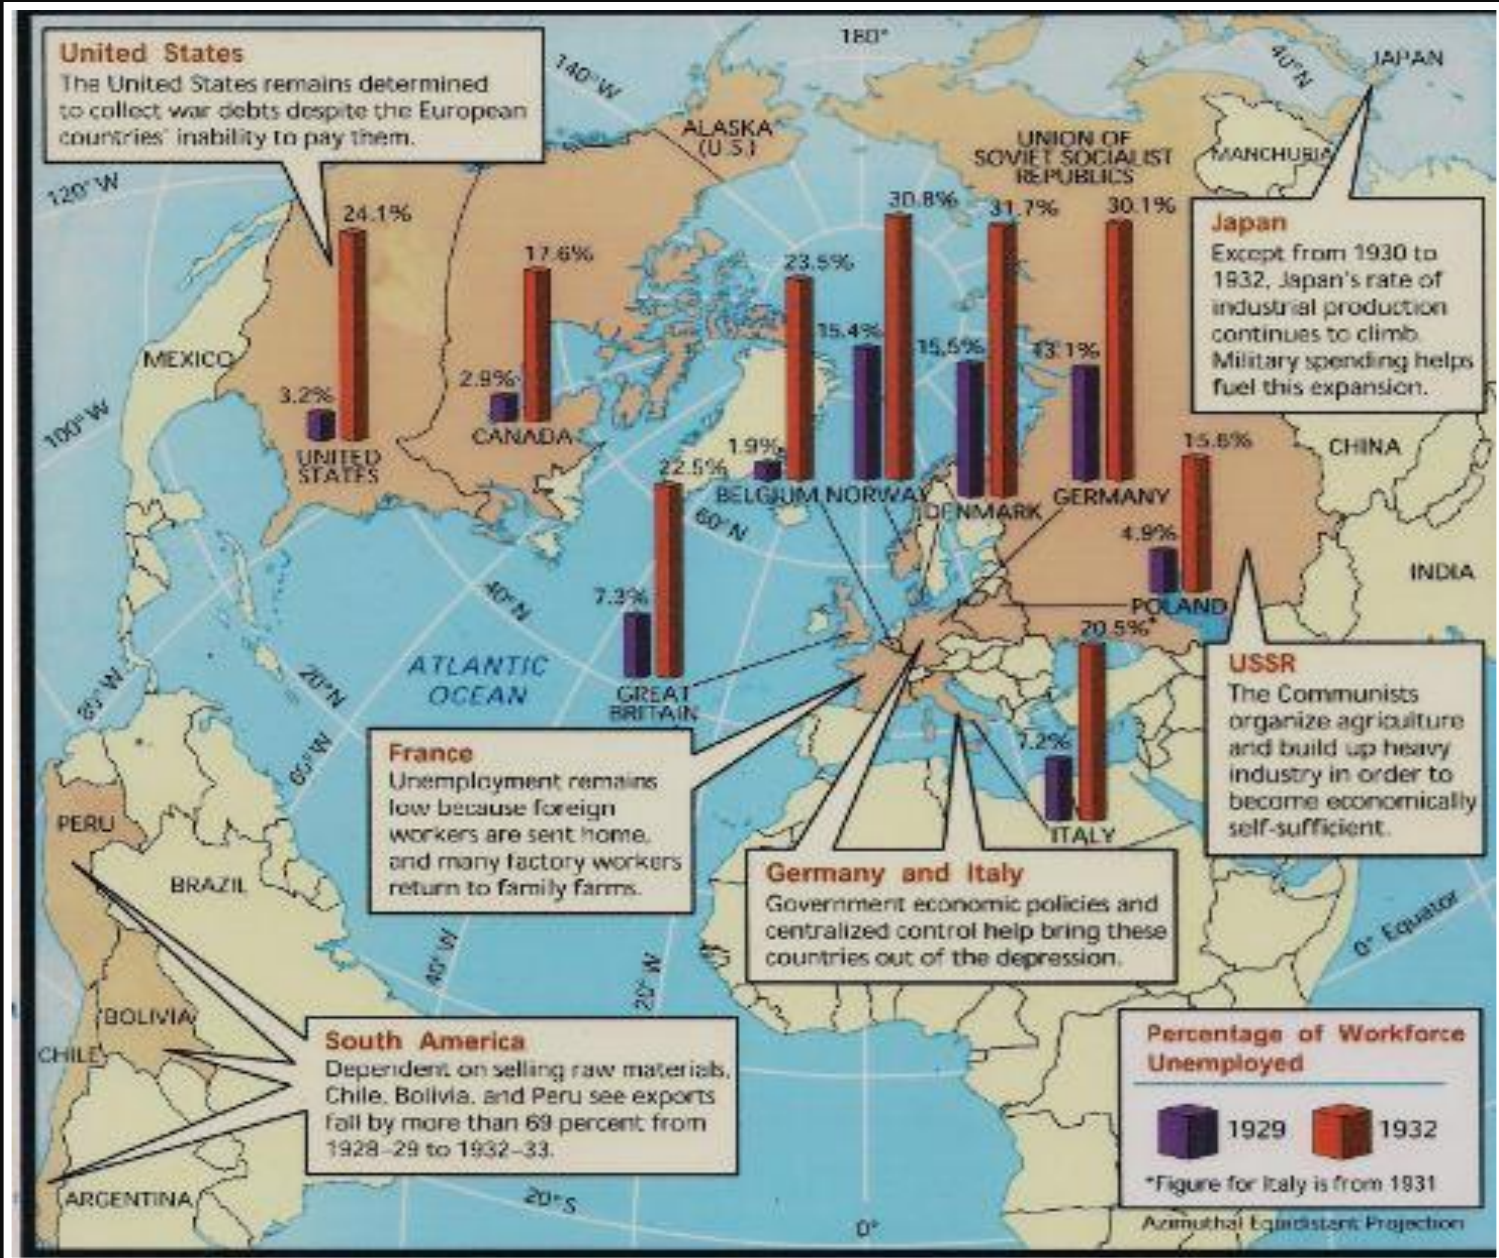 United States
The United States remains determined
to collect war debts despite the European
countries' inability to pay them.
180°
140°W
40°N
JAPAN
ALASKA
(U.S.)
UNION OF
SOVIET SOCIALIST
REPUBLICS
MANCHURIA
120°W
Japan
Except from 1930 to
1932, Japan's rate of
industrial production
continues to climb.
Military spending helps
fuel this expansion.
24.1%
17.6%
23.5%
30.8%
31.7%
30.1%
MEXICO
3.2%
UNITED
STATES
2.9%
CANADA
1.9%
BELGIUM
15.4%
NORWAY
15.5%
DENMARK
13.1%
GERMANY
100°W
CHINA
15.6%
4.9%
POLAND
INDIA
22.5%
7.3%
GREAT
BRITAIN
60°N
40°N
20°N
ATLANTIC
OCEAN
85°W
65°W
20.5%*
7.2%
ITALY
USSR
The Communists
organize agriculture
and build up heavy
industry in order to
become economically
self-sufficient.
France
Unemployment remains
low because foreign
workers are sent home,
and many factory workers
return to family farms.
PERU
BRAZIL
Germany and Italy
Government economic policies and
centralized control help bring these
countries out of the depression.
0° Equator
40°W
20°W
BOLIVIA
CHILE
South America
Dependent on selling raw materials,
Chile, Bolivia, and Peru see exports
fall by more than 69 percent from
1928–29 to 1932–33.
ARGENTINA
20°S
0°
Percentage of Workforce
Unemployed
1929
1932
*Figure for Italy is from 1931
Azimuthal Equidistant Projection